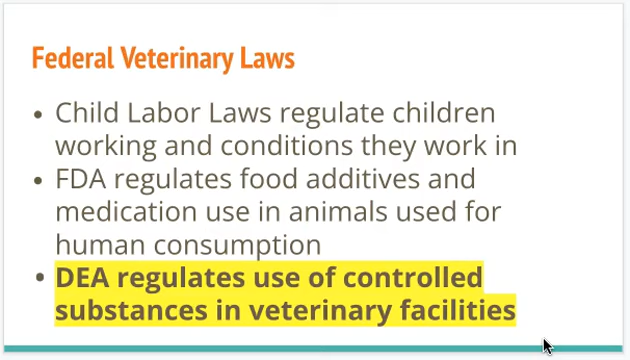 Federal Veterinary Laws
• Child Labor Laws regulate children
working and conditions they work in
• FDA regulates food additives and
medication use in animals used for
human consumption
• DEA regulates use of controlled
substances in veterinary facilities